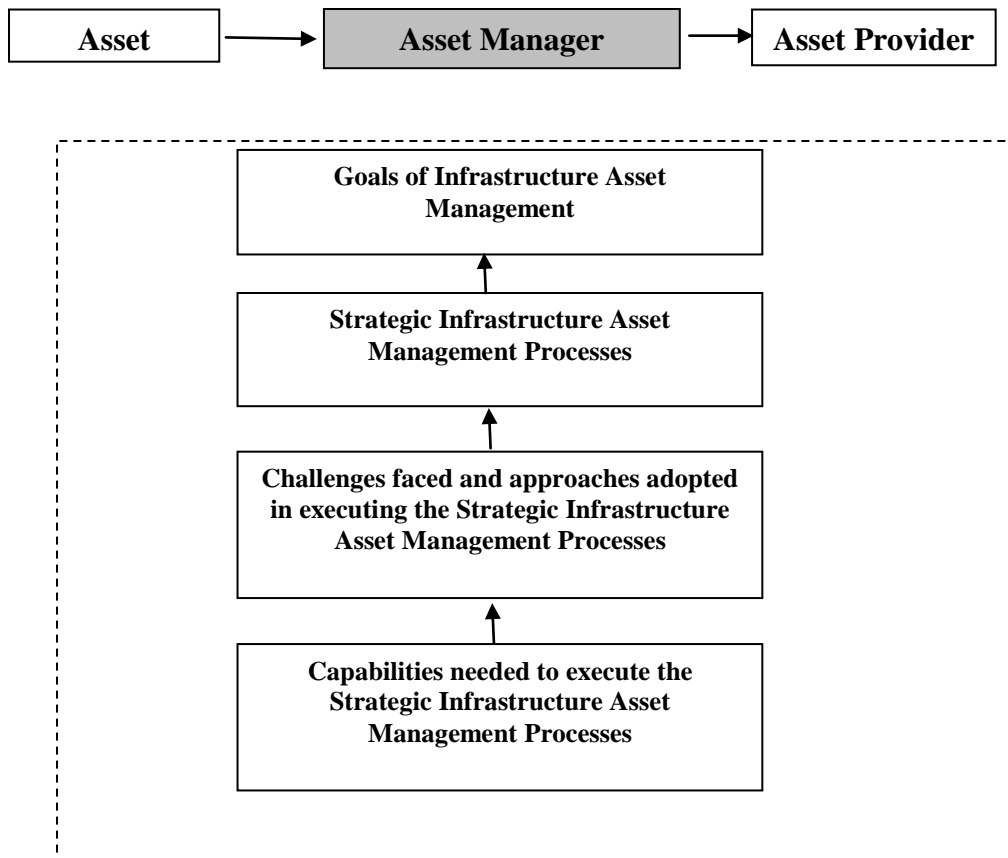 Asset
Asset Manager
Asset Provider
Goals of Infrastructure Asset
Management
Strategic Infrastructure Asset
Management Processes
Challenges faced and approaches adopted
in executing the Strategic Infrastructure
Asset Management Processes
Capabilities needed to execute the
Strategic Infrastructure Asset
Management Processes